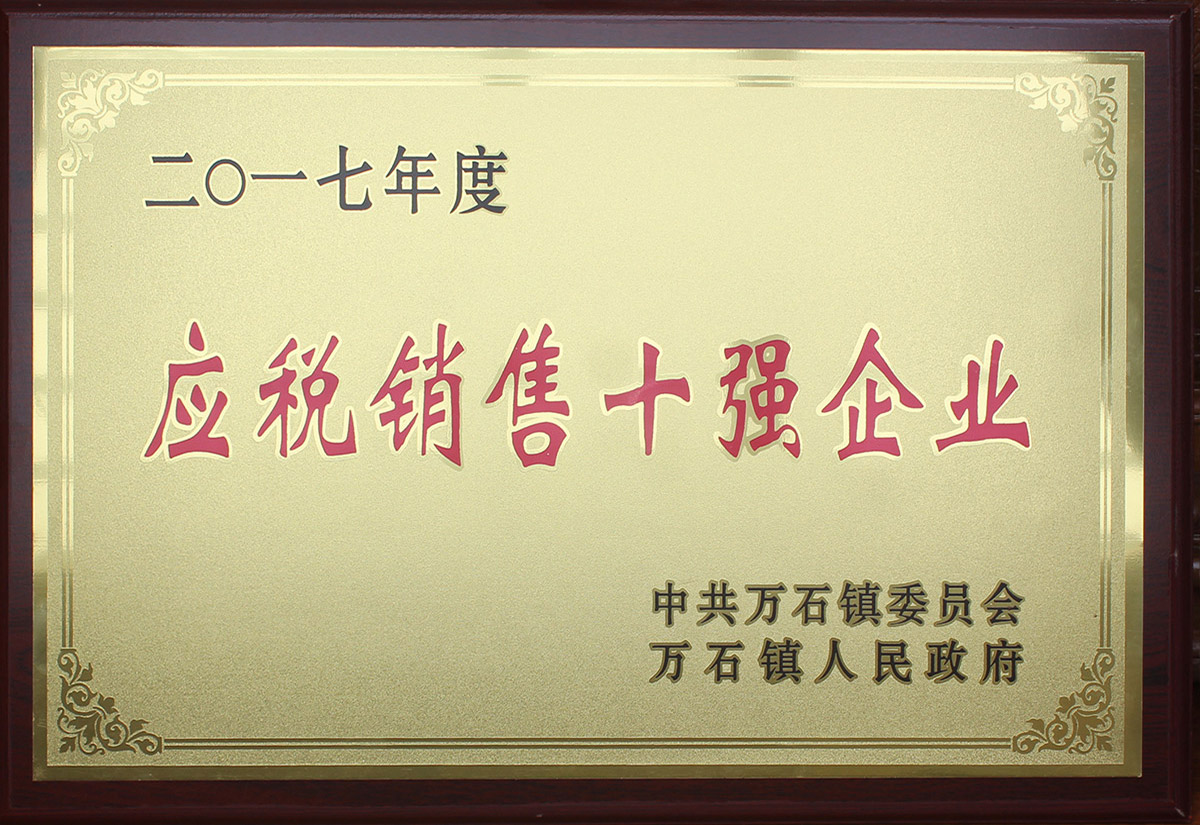 二〇一七年度
应税销售十强企业
中共万石镇委员会
万石镇人民政府